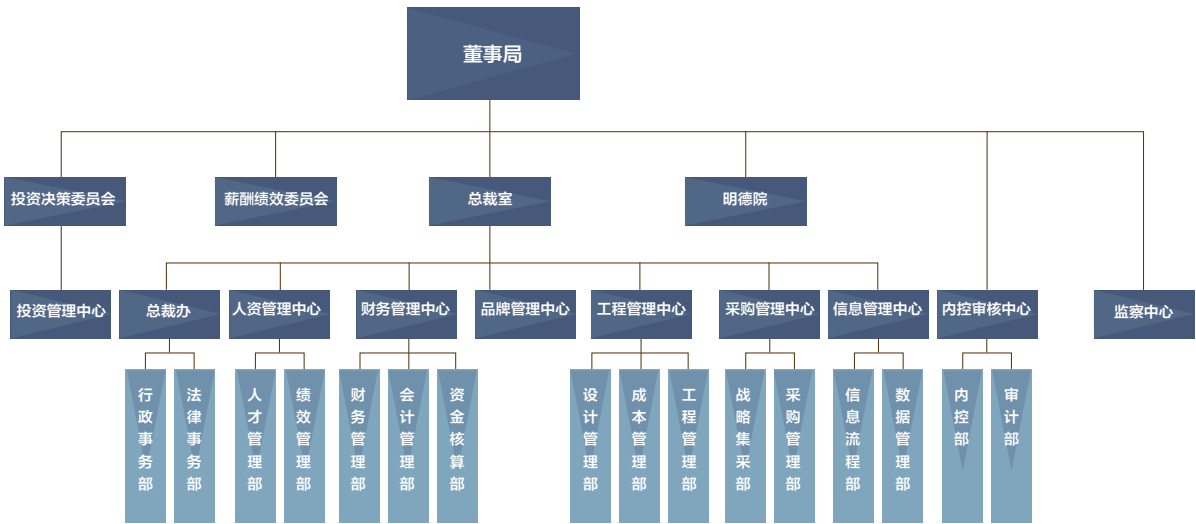 董事局
投资决策委员会
薪酬绩效委员会
总裁室
明德院
投资管理中心
总裁办
人资管理中心
财务管理中心
品牌管理中心
工程管理中心
采购管理中心
信息管理中心
内控审核中心
监察中心
行政事务部
法律事务部
人才管理部
绩效管理部
财务管理部
会计管理部
资金核算部
设计管理部
成本管理部
工程管理部
战略集采部
采购管理部
信息流程部
数据管理部
内控部
审计部